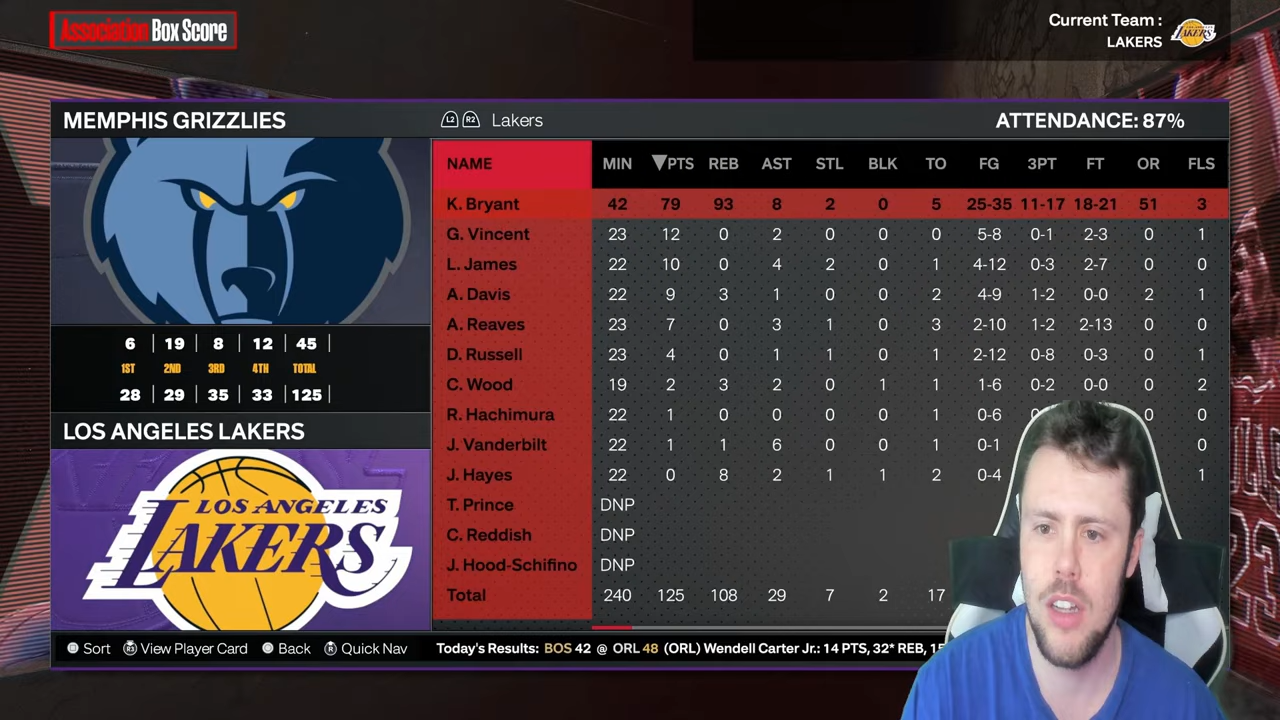 Association Box Score
Current Team :
LAKERS
LAKERS
MEMPHIS GRIZZLIES
L2 R2 Lakers
ATTENDANCE: 87%
6 19 8 12 45
1ST 2ND 3RD 4TH TOTAL
28 29 35 33 125
LOS ANGELES LAKERS
LOS ANGELES
LAKERS
NAME MIN PTS REB AST STL BLK TO FG 3PT FT OR FLS
K. Bryant 42 79 93 8 2 0 5 25-35 11-17 18-21 51 3
G. Vincent 23 12 0 2 0 0 0 5-8 0-1 2-3 0 1
L. James 22 10 0 4 2 0 1 4-12 0-3 2-7 0 0
A. Davis 22 9 3 1 0 0 2 4-9 1-2 0-0 2 1
A. Reaves 23 7 0 3 1 0 3 2-10 1-2 2-13 0 0
D. Russell 23 4 0 1 1 0 1 2-12 0-8 0-3 0 1
C. Wood 19 2 3 2 0 1 1 1-6 0-2 0-0 0 2
R. Hachimura 22 1 0 0 0 0 1 0-6 0
J. Vanderbilt 22 1 1 6 0 0 1 0-1 0
J. Hayes 22 0 8 2 1 1 2 0-4 1
T. Prince DNP
C. Reddish DNP
J. Hood-Schifino DNP
Total 240 125 108 29 7 2 17
Sort R3 View Player Card Back R Quick Nav
Today's Results: BOS 42 @ ORL 48 (ORL) Wendell Carter Jr.: 14 PTS, 32* REB,